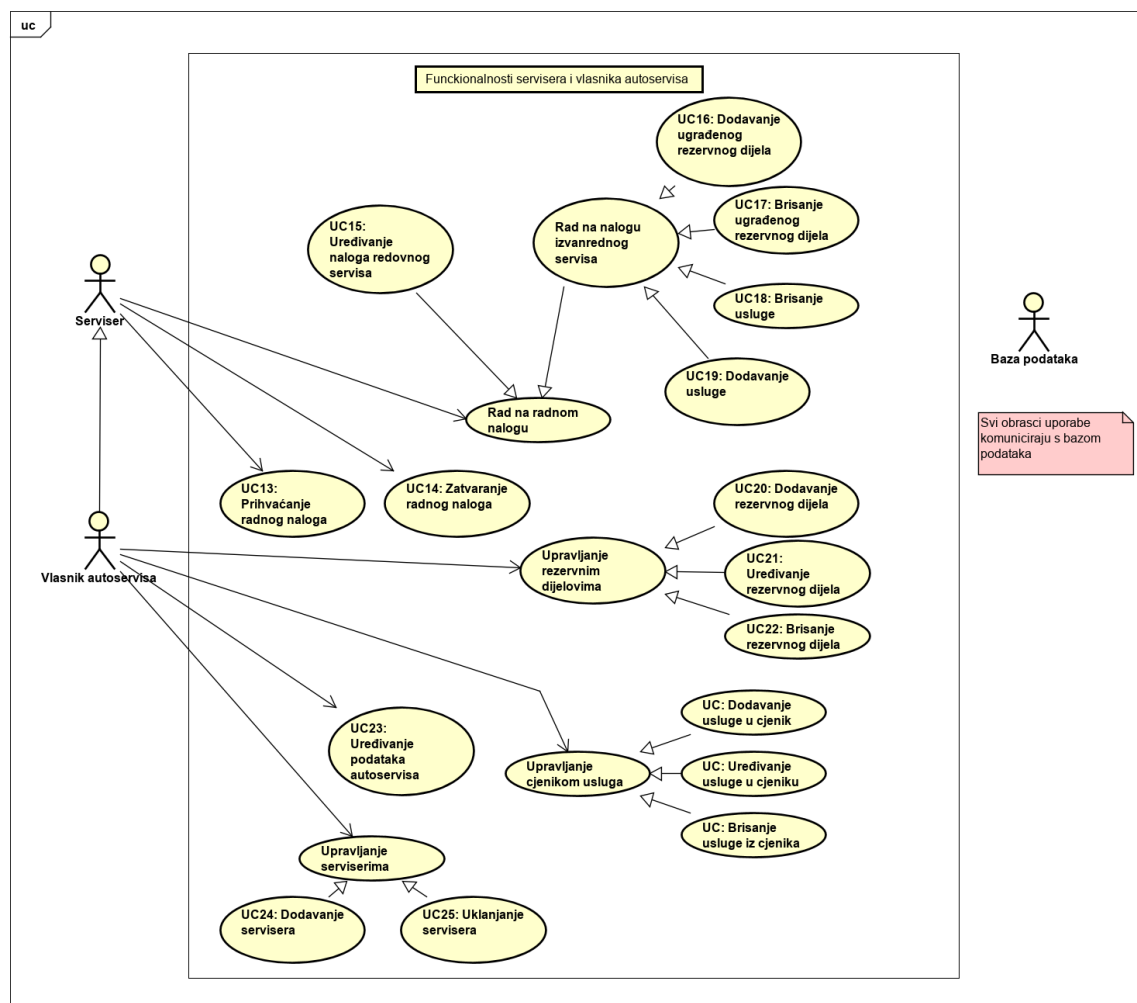 uc
Funckionalnosti servisera i vlasnika autoservisa
UC16: Dodavanje
ugrađenog
rezervnog dijela
UC17: Brisanje
ugrađenog
rezervnog dijela
UC15:
Uređivanje
naloga redovnog
servisa
Rad na nalogu
izvanrednog
servisa
UC18: Brisanje
usluge
Serviser
Baza podataka
UC19: Dodavanje
usluge
Rad na radnom
nalogu
Svi obrasci uporabe
komuniciraju s bazom
podataka
UC13:
Prihvaćanje
radnog naloga
UC14: Zatvaranje
radnog naloga
UC20: Dodavanje
rezervnog dijela
Vlasnik autoservisa
Upravljanje
rezervnim
dijelovima
UC21:
Uređivanje
rezervnog dijela
UC22: Brisanje
rezervnog dijela
UC: Dodavanje
usluge u cjenik
UC23:
Uređivanje
podataka
autoservisa
Upravljanje
cjenikom usluga
UC: Uređivanje
usluge u cjeniku
UC: Brisanje
usluge iz cjenika
Upravljanje
serviserima
UC24: Dodavanje
servisera
UC25: Uklanjanje
servisera